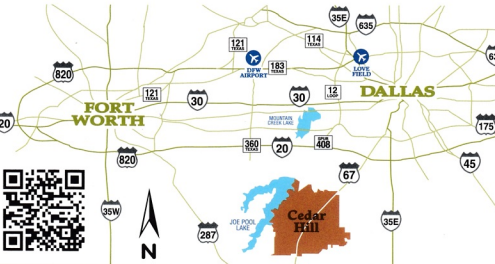 35E
635
121
TEXAS
114
TEXAS
DFW
AIRPORT
183
TEXAS
LOVE
FIELD
820
121
TEXAS
30
30
12
LOOP
DALLAS
FORT
WORTH
MOUNTAIN
CREEK LAKE
20
175
820
360
TEXAS
20
SPUR
408
45
67
35W
N
287
JOE POOL
LAKE
Cedar
Hill
35E